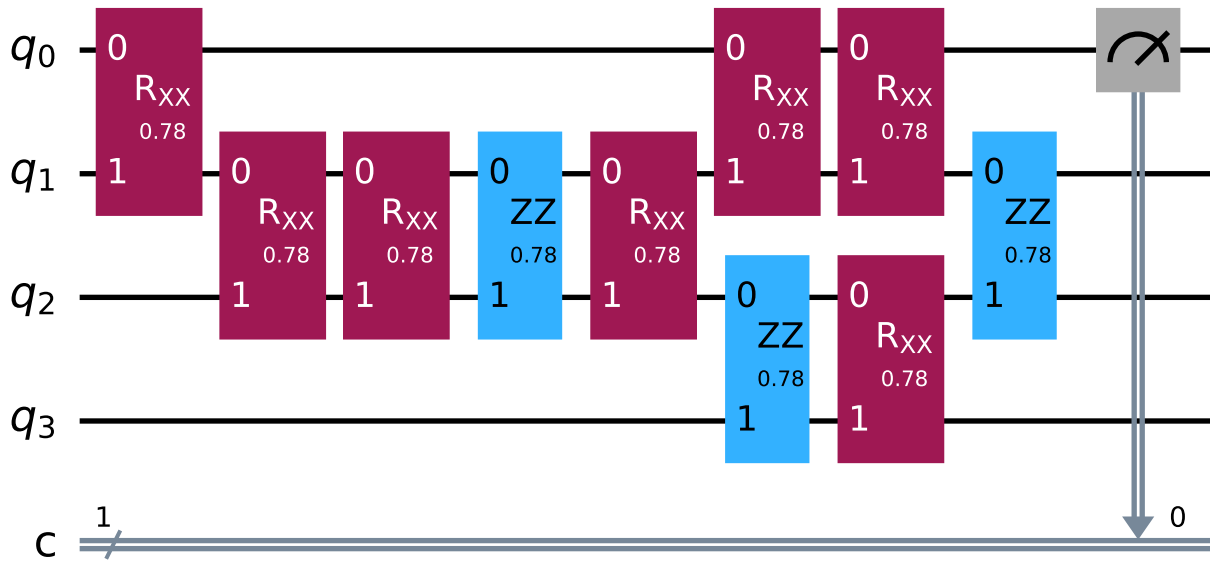 q0 0 0 0
RXX RXX RXX
0.78 0.78 0.78
q1 1 0 0 0 0 1 1 0
RXX RXX ZZ RXX ZZ
0.78 0.78 0.78 0.78 0.78
q2 1 1 1 1 0 0 1
ZZ RXX
0.78 0.78
q3 1 1
1 0
c